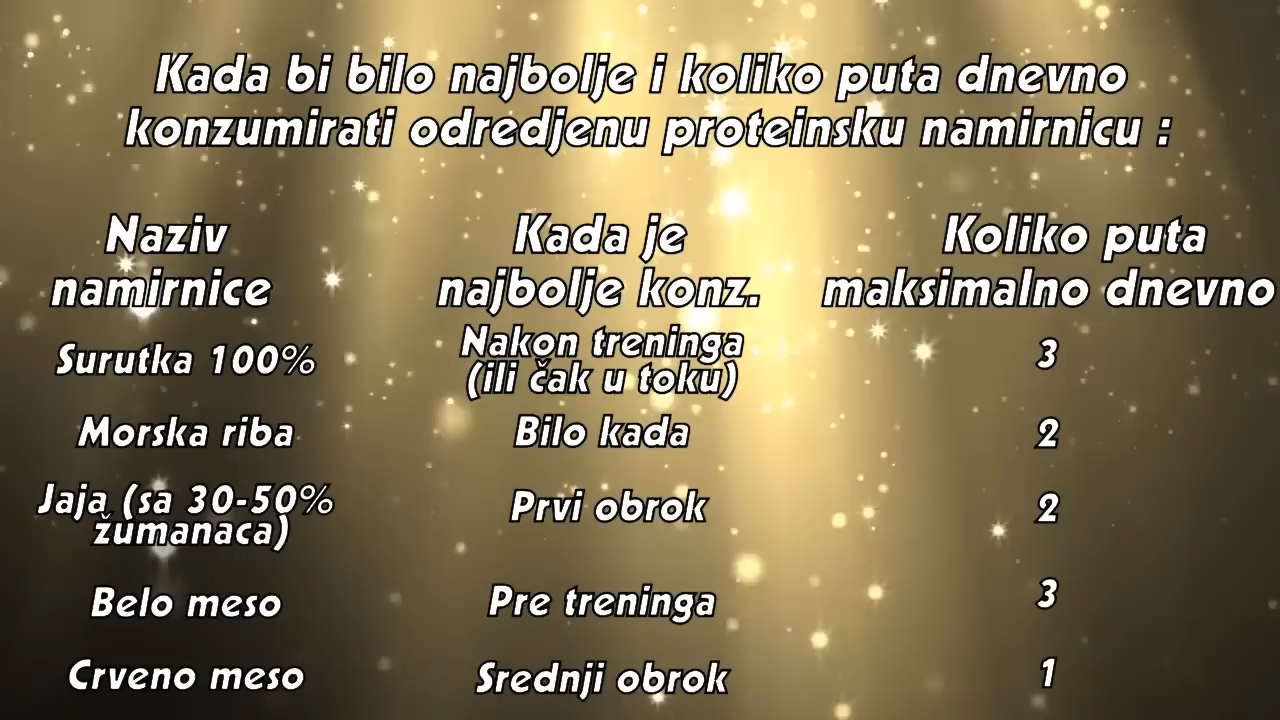 Kada bi bilo najbolje i koliko puta dnevno
konzumirati odredjenu proteinsku namirnicu :
Naziv
namirnice
Kada je
najbolje konz.
Koliko puta
maksimalno dnevno
Surutka 100%
Nakon treninga
(ili čak u toku)
3
Morska riba
Bilo kada
2
Jaja (sa 30-50%
žumanaca)
Prvi obrok
2
Belo meso
Pre treninga
3
Crveno meso
Srednji obrok
1